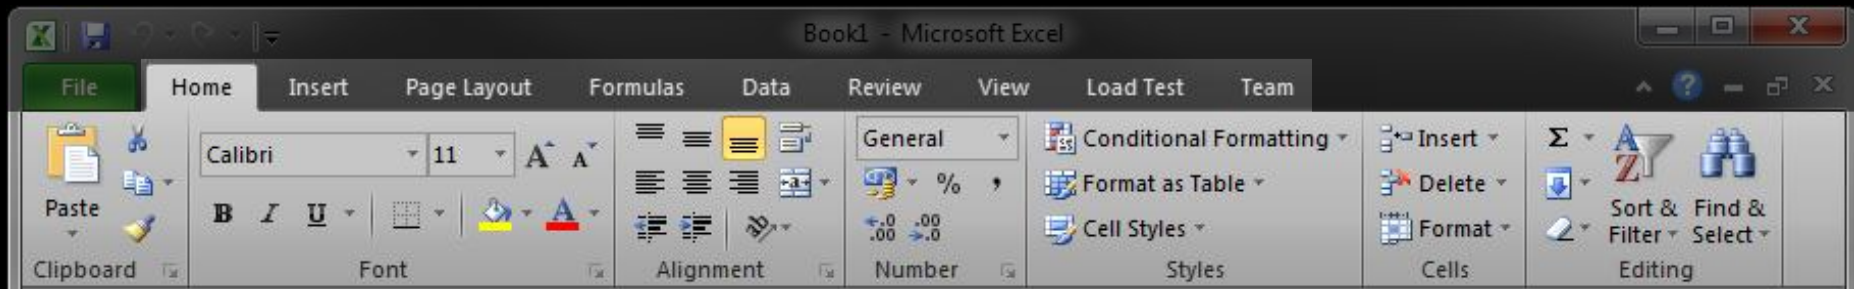 Book1 - Microsoft Excel
File Home Insert Page Layout Formulas Data Review View Load Test Team
Calibri 11 General Conditional Formatting Insert Σ
Paste % , Format as Table Delete
B I U A Cell Styles Format Sort & Filter Find & Select
Clipboard Font Alignment Number Styles Cells Editing